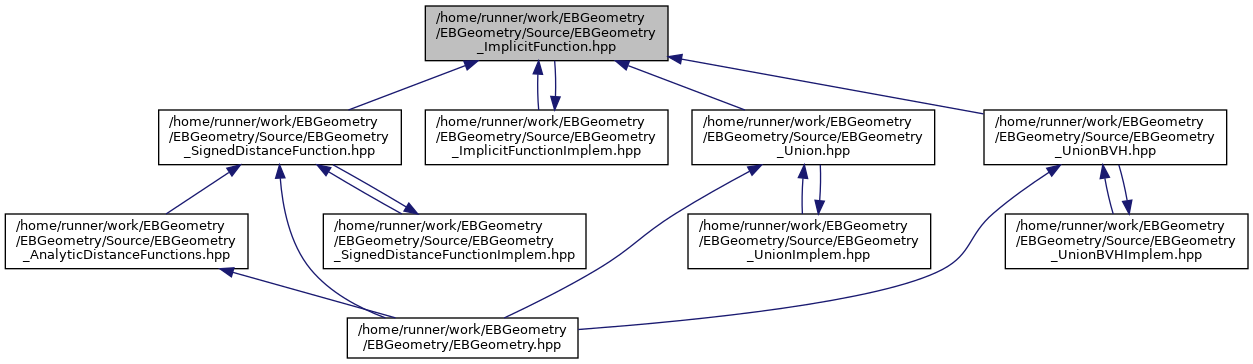 /home/runner/work/EBGeometry
/EBGeometry/Source/EBGeometry
_ImplicitFunction.hpp
/home/runner/work/EBGeometry
/EBGeometry/Source/EBGeometry
_SignedDistanceFunction.hpp
/home/runner/work/EBGeometry
/EBGeometry/Source/EBGeometry
_ImplicitFunctionImplem.hpp
/home/runner/work/EBGeometry
/EBGeometry/Source/EBGeometry
_Union.hpp
/home/runner/work/EBGeometry
/EBGeometry/Source/EBGeometry
_UnionBVH.hpp
/home/runner/work/EBGeometry
/EBGeometry/Source/EBGeometry
_AnalyticDistanceFunctions.hpp
/home/runner/work/EBGeometry
/EBGeometry/Source/EBGeometry
_SignedDistanceFunctionImplem.hpp
/home/runner/work/EBGeometry
/EBGeometry/Source/EBGeometry
_UnionImplem.hpp
/home/runner/work/EBGeometry
/EBGeometry/Source/EBGeometry
_UnionBVHImplem.hpp
/home/runner/work/EBGeometry
/EBGeometry/EBGeometry.hpp